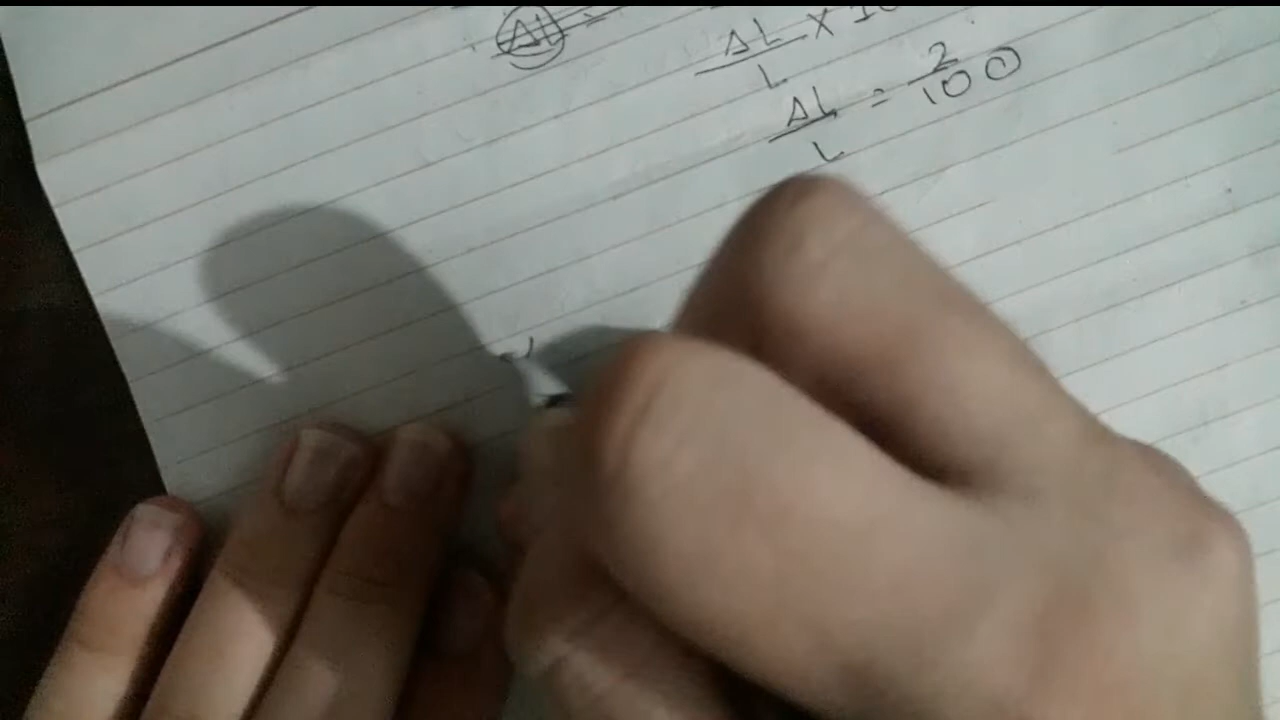 ΔL =
ΔL/L × 10
ΔL/L = 2/100